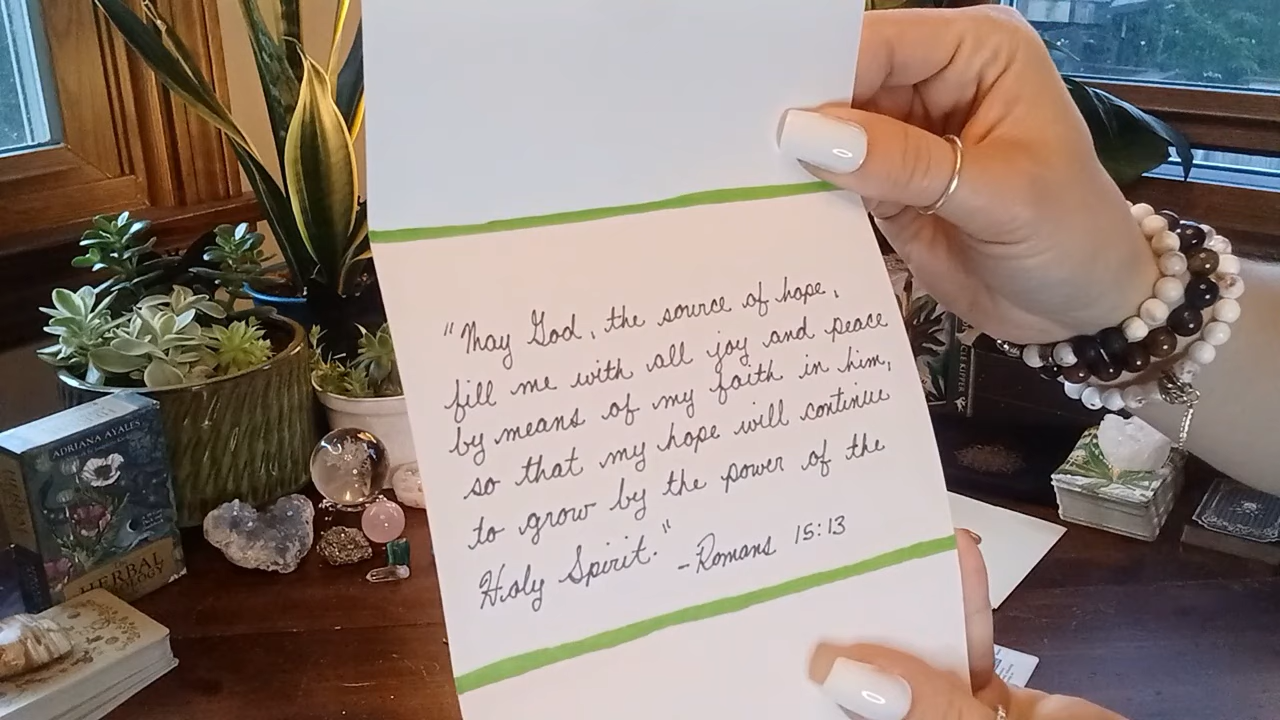 "May God, the source of hope,
fill me with all joy and peace
by means of my faith in him,
so that my hope will continue
to grow by the power of the
Holy Spirit." -Romans 15:13
ADRIANA AYALES
HERBAL
KIPPER